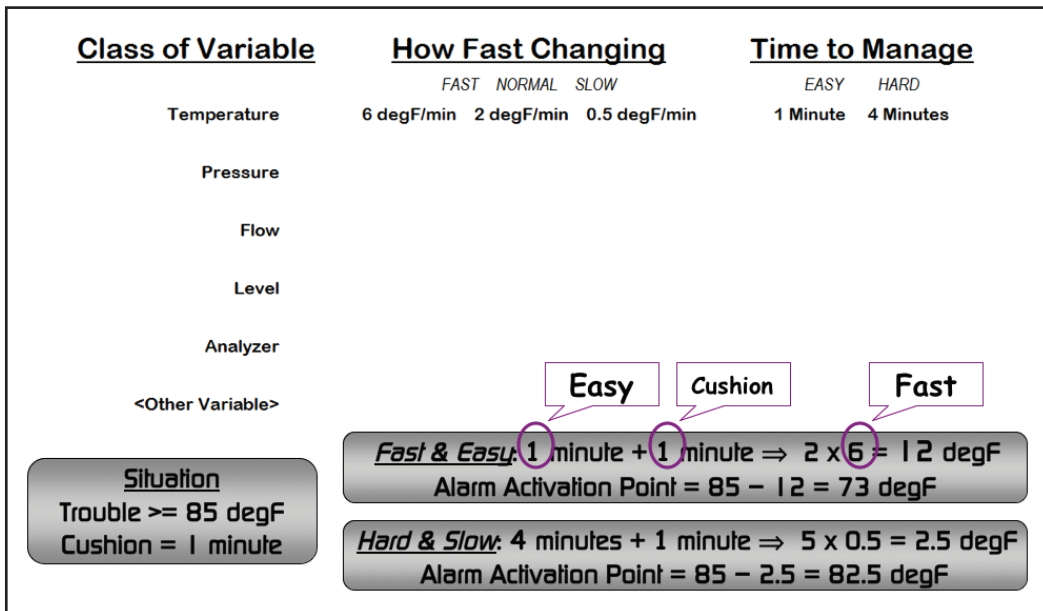 Class of Variable How Fast Changing Time to Manage
FAST NORMAL SLOW EASY HARD
Temperature 6 degF/min 2 degF/min 0.5 degF/min 1 Minute 4 Minutes
Pressure
Flow
Level
Analyzer
<Other Variable>
Easy Cushion Fast
Situation
Trouble >= 85 degF
Cushion = 1 minute
Fast & Easy: 1 minute + 1 minute ⇒ 2 x 6 = 12 degF
Alarm Activation Point = 85 – 12 = 73 degF
Hard & Slow: 4 minutes + 1 minute ⇒ 5 x 0.5 = 2.5 degF
Alarm Activation Point = 85 – 2.5 = 82.5 degF